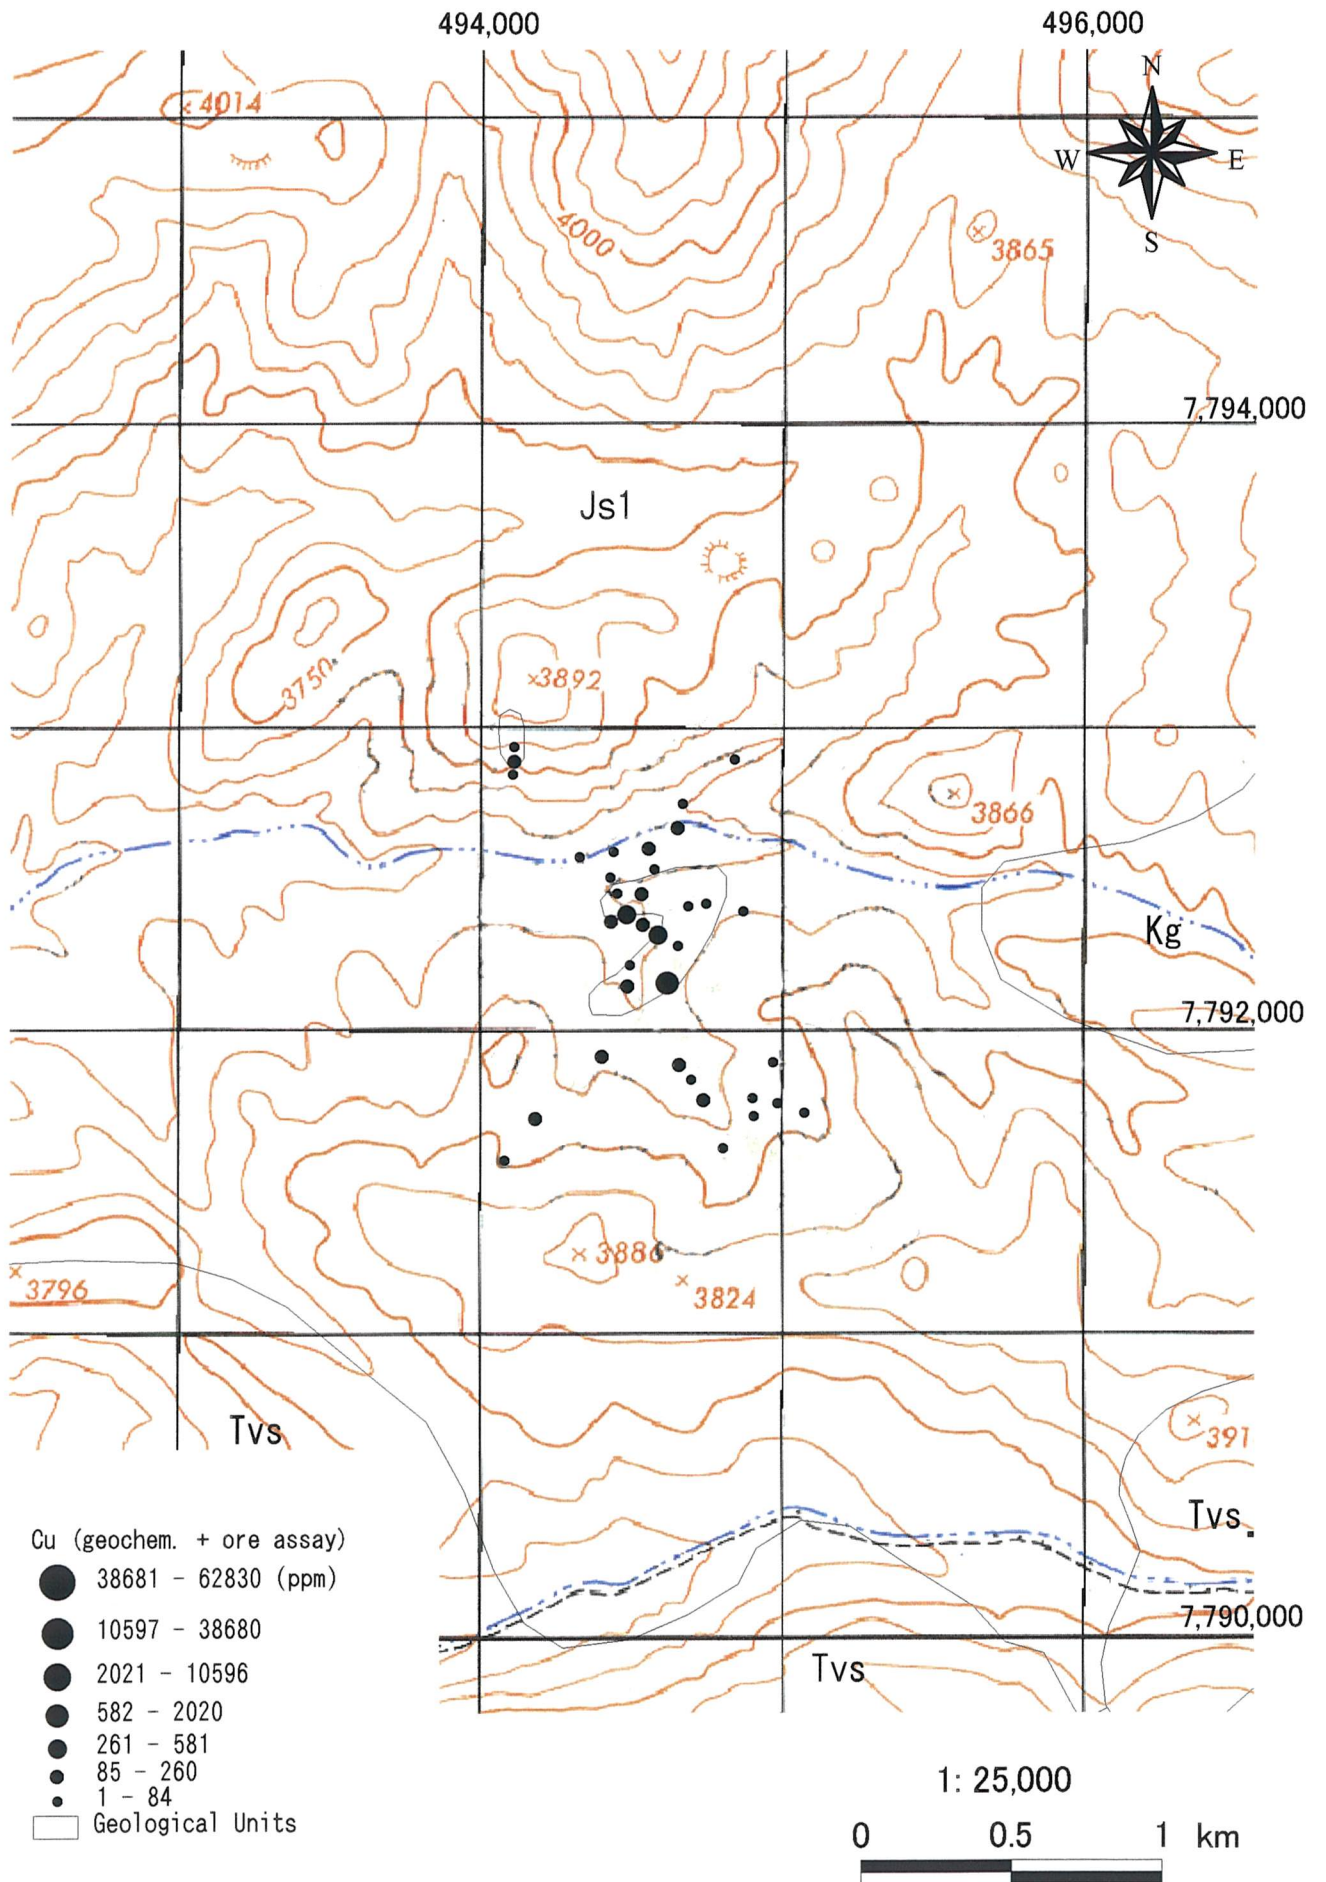 494,000
496,000
N
4014
W
E
4000
S
3865
7,794,000
Js1
3750
3892
3866
Kg
7,792,000
3886
3796
3824
391
Tvs
Tvs
Cu (geochem. + ore assay)
38681 - 62830 (ppm)
10597 - 38680
2021 - 10596
582 - 2020
261 - 581
85 - 260
1 - 84
Geological Units
7,790,000
Tvs
1: 25,000
0 0.5 1 km